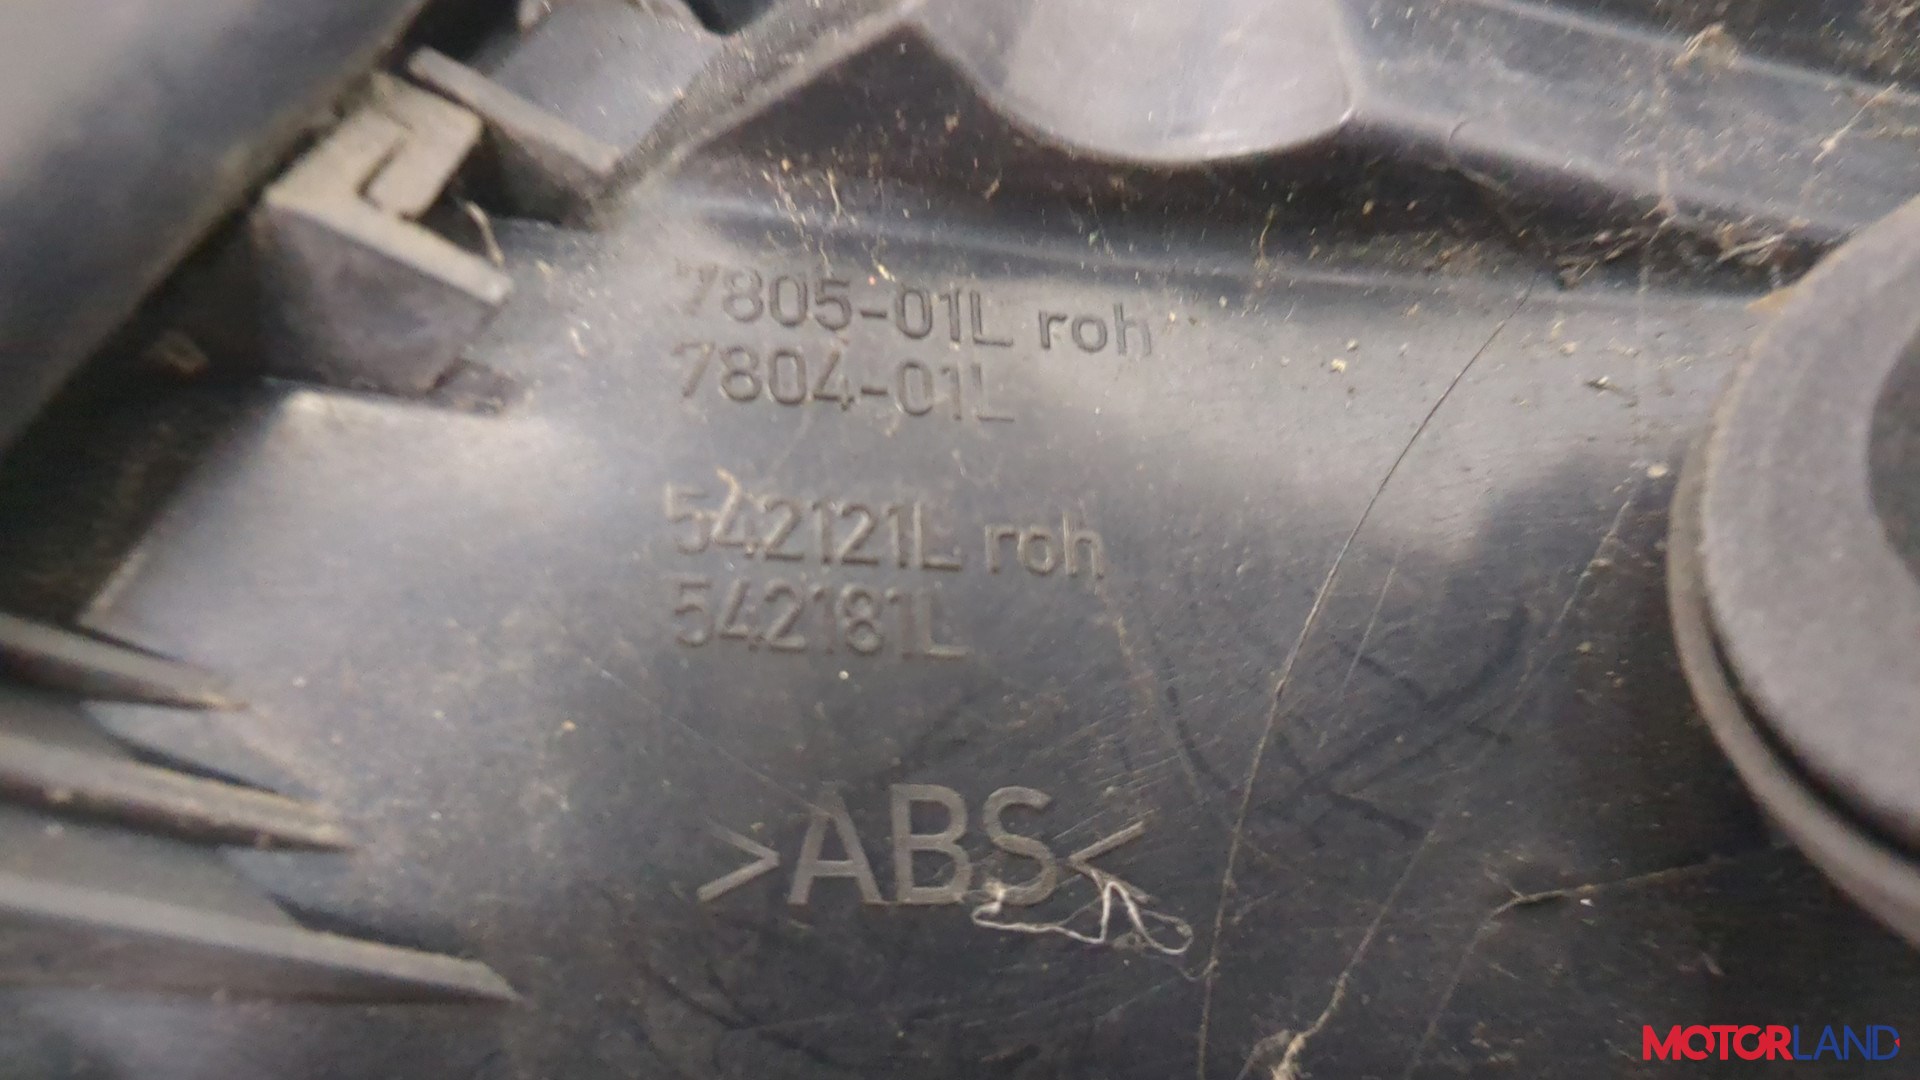 7805-01L roh
7804-01L
542121L roh
542181L
>ABS<
MOTORLAND